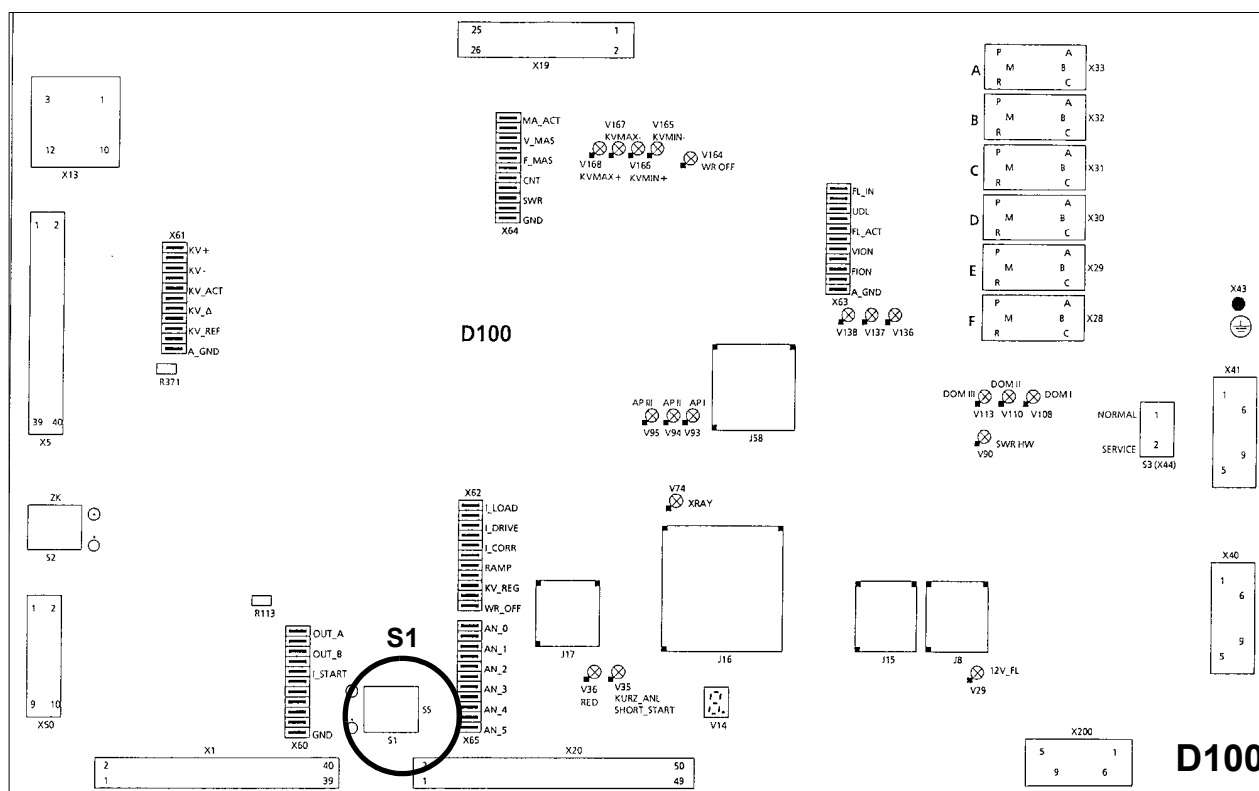 25 1
26 2
X19
3 1
12 10
X13
MA_ACT
V_MAS
F_MAS
CNT
SWR
GND
X64
V167 V165
KVMAX- KVMIN-
V168 V166
KVMAX+ KVMIN+
V164
WR OFF
A P A X33
M B
R C
B P A X32
M B
R C
C P A X31
M B
R C
D P A X30
M B
R C
E P A X29
M B
R C
F P A X28
M B
R C
FL_IN
UDL
FL_ACT
VION
FION
A_GND
X63
V138 V137 V136
X43
1 2
39 40
X5
X61
KV+
KV-
KV_ACT
KV_Δ
KV_REF
A_GND
R371
D100
J58
AP III AP II AP I
V95 V94 V93
DOM III DOM II DOM I
V113 V110 V108
V90 SWR HW
NORMAL 1
SERVICE 2
S3 (X44)
X41
1
6
9
5
ZK
S2
X62
I_LOAD
I_DRIVE
I_CORR
RAMP
KV_REG
WR_OFF
V74
XRAY
J16
J17
J15
J8
12V_FL
V29
X40
1
6
9
5
1 2
9 10
X50
R113
OUT_A
OUT_B
I_START
GND
X60
S1
S5
S1
AN_0
AN_1
AN_2
AN_3
AN_4
AN_5
X65
V36
RED
V35
KURZ_ANL
SHORT_START
V14
X1
2 40
1 39
X20
2 50
1 49
X200
5 1
9 6
D100